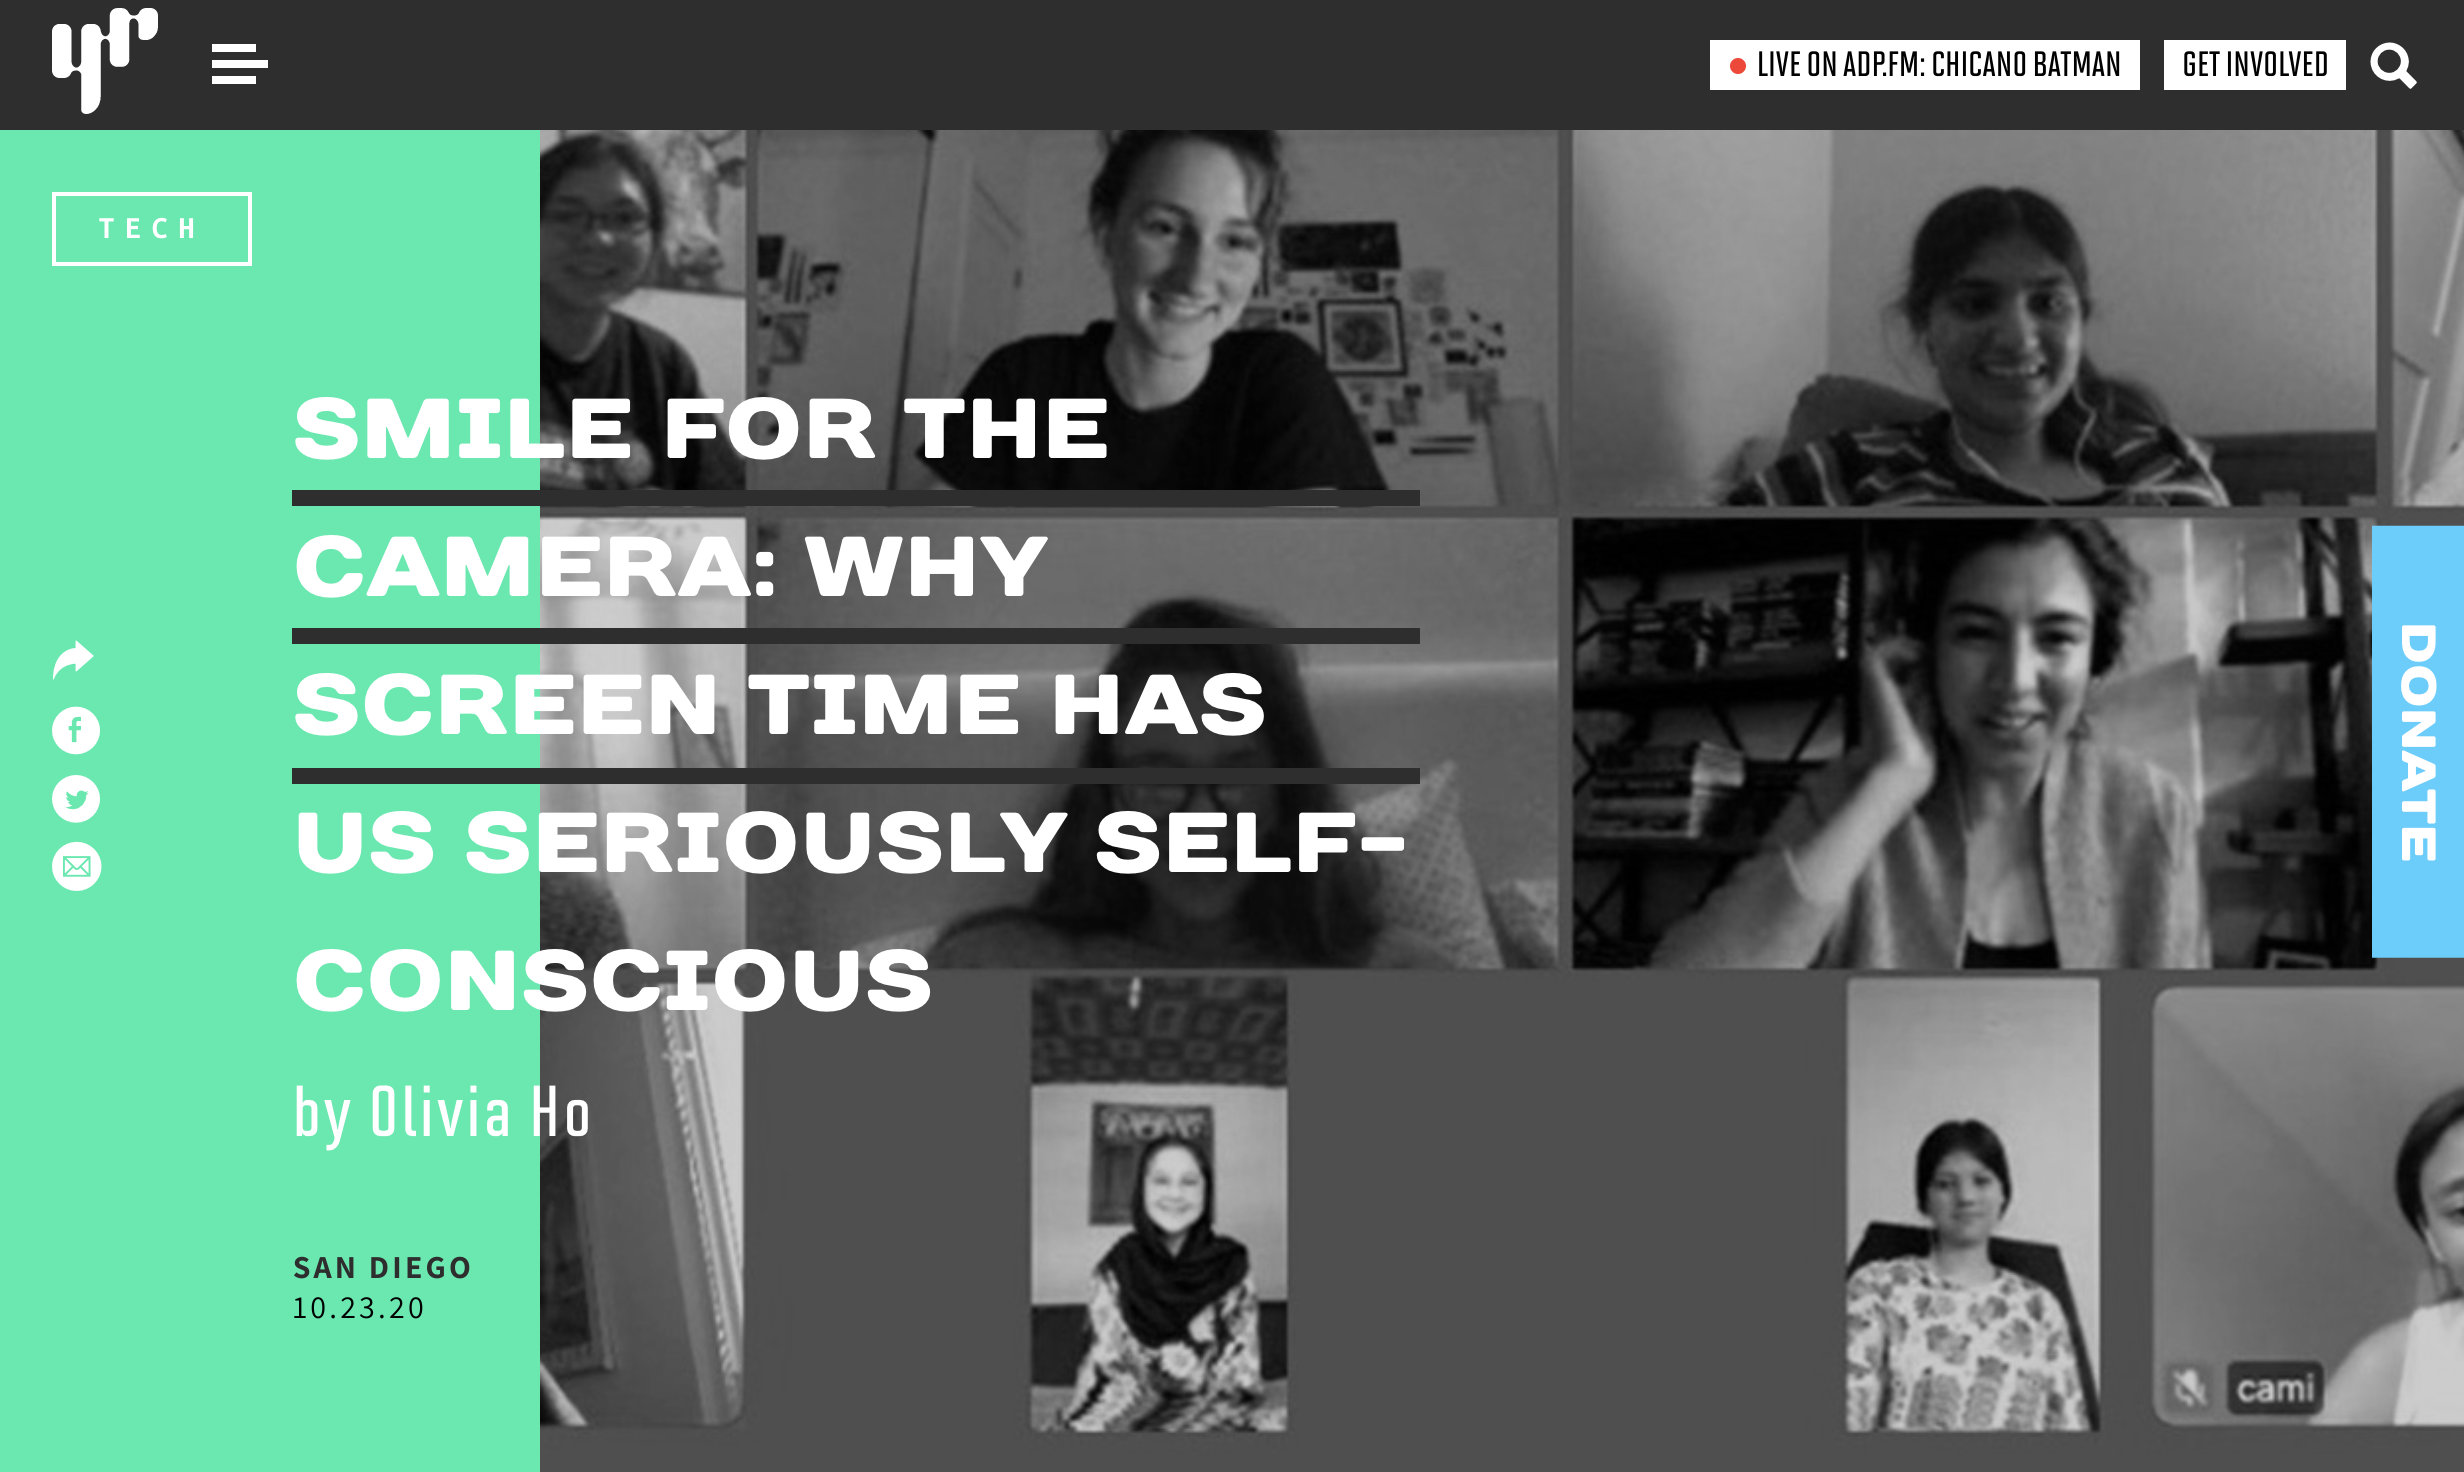 LIVE ON ADP.FM: CHICANO BATMAN
GET INVOLVED
TECH
SMILE FOR THE
CAMERA: WHY
SCREEN TIME HAS
US SERIOUSLY SELF-
CONSCIOUS
by Olivia Ho
SAN DIEGO
10.23.20
DONATE
cami